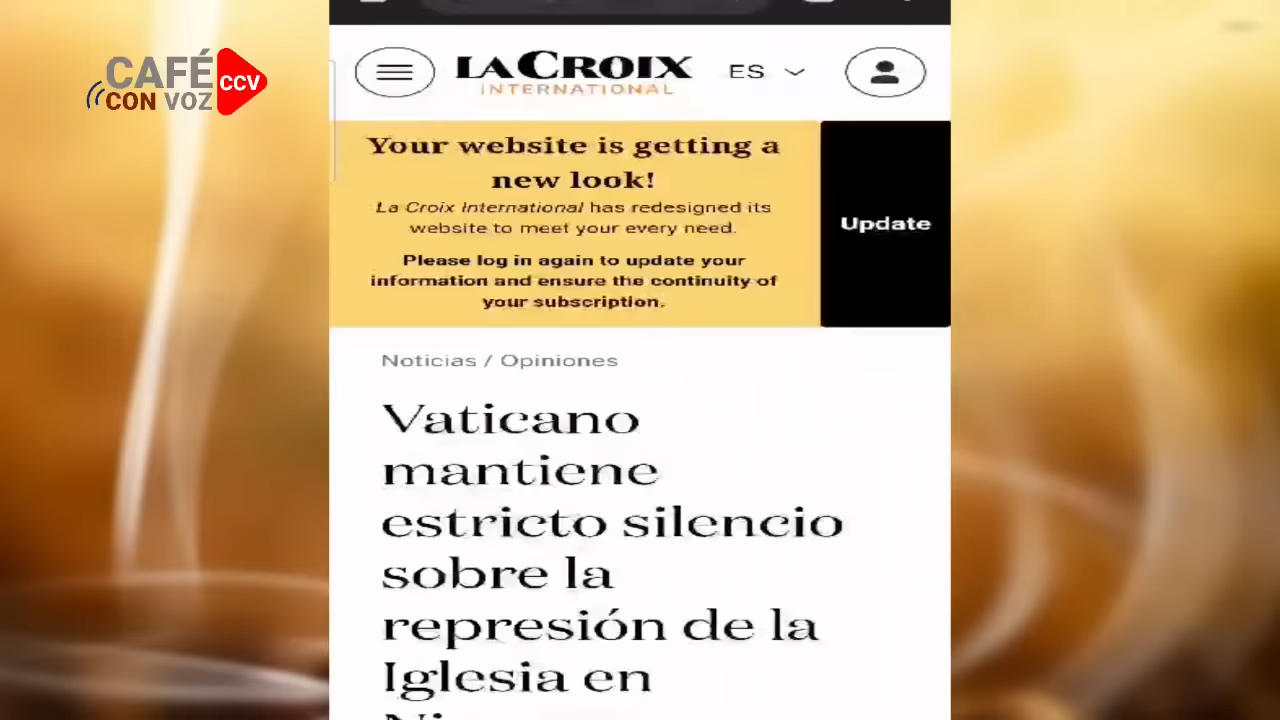 CAFÉ
CON VOZ
CCV
LA CROIX
INTERNATIONAL
ES
Your website is getting a
new look!
La Croix International has redesigned its
website to meet your every need.
Please log in again to update your
information and ensure the continuity of
your subscription.
Update
Noticias / Opiniones
Vaticano
mantiene
estricto silencio
sobre la
represión de la
Iglesia en